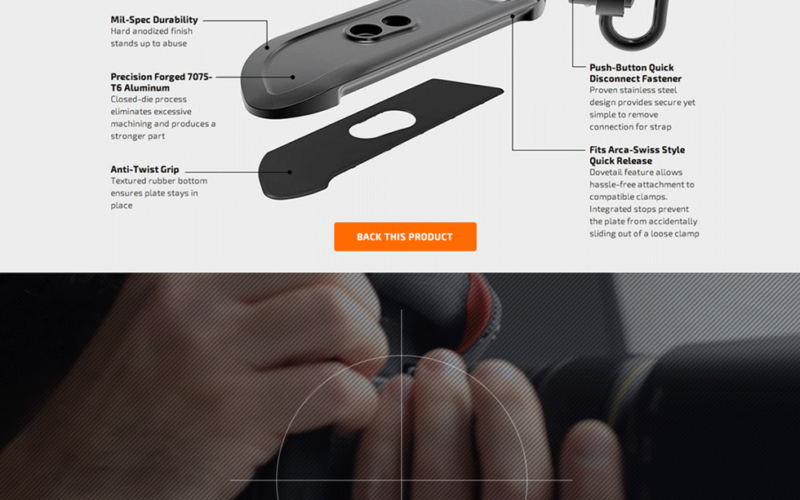 Mil-Spec Durability
Hard anodized finish
stands up to abuse
Precision Forged 7075-
T6 Aluminum
Closed-die process
eliminates excessive
machining and produces a
stronger part
Anti-Twist Grip
Textured rubber bottom
ensures plate stays in
place
Push-Button Quick
Disconnect Fastener
Proven stainless steel
design provides secure yet
simple to remove
connection for strap
Fits Arca-Swiss Style
Quick Release
Dovetail feature allows
hassle-free attachment to
compatible clamps.
Integrated stops prevent
the plate from accidentally
sliding out of a loose clamp
BACK THIS PRODUCT